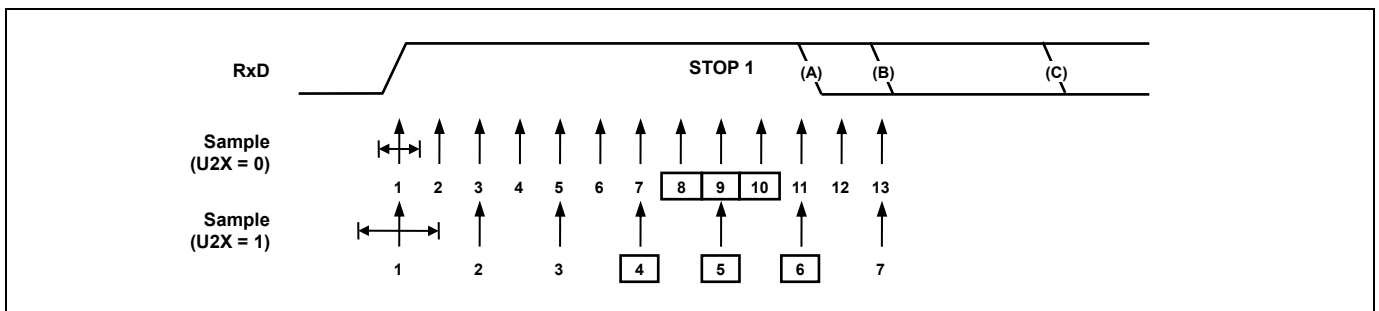 RxD STOP 1 (A) (B) (C)
Sample
(U2X = 0)
1 2 3 4 5 6 7 8 9 10 11 12 13
Sample
(U2X = 1)
1 2 3 4 5 6 7